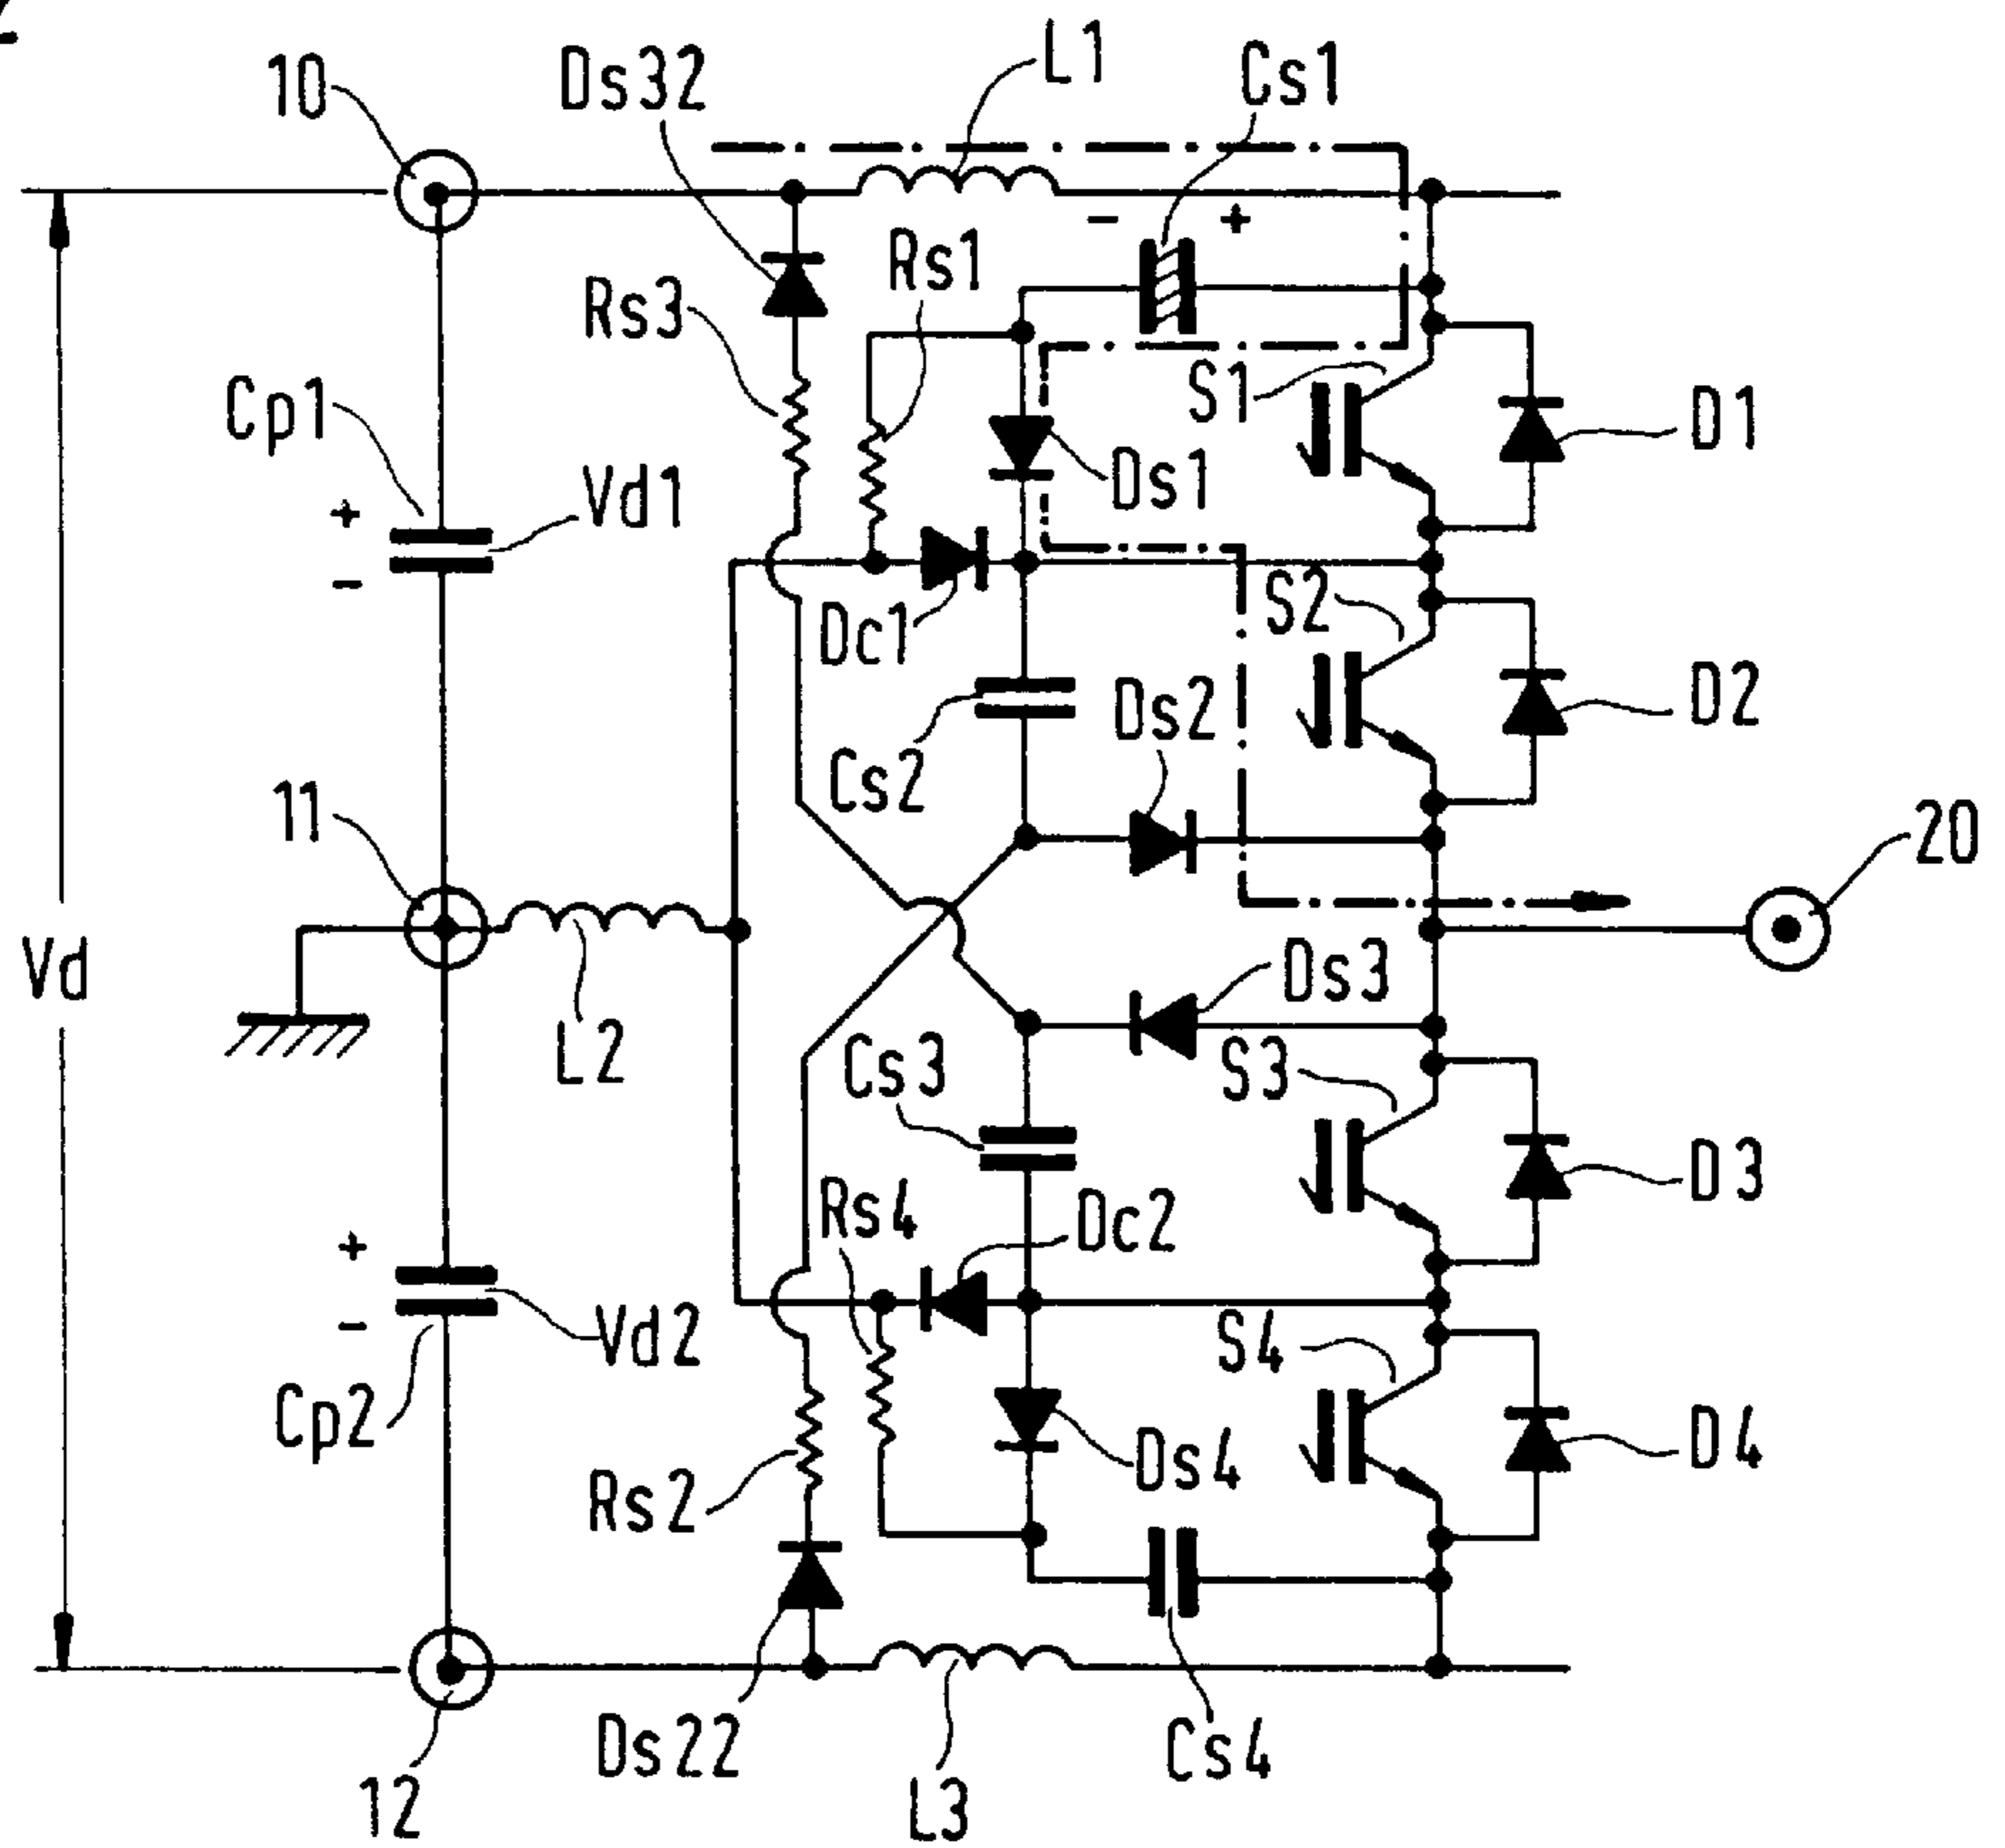 10
Ds32
L1
Cs1
- +
Rs3
Rs1
Cp1
S1
D1
+
Vd1
Ds1
-
S2
Dc1
Ds2
D2
Cs2
11
20
Vd
Ds3
L2
Cs3
S3
D3
Rs4
Dc2
+
-
Vd2
S4
Cp2
D4
Rs2
Ds4
Ds22
Cs4
12
L3